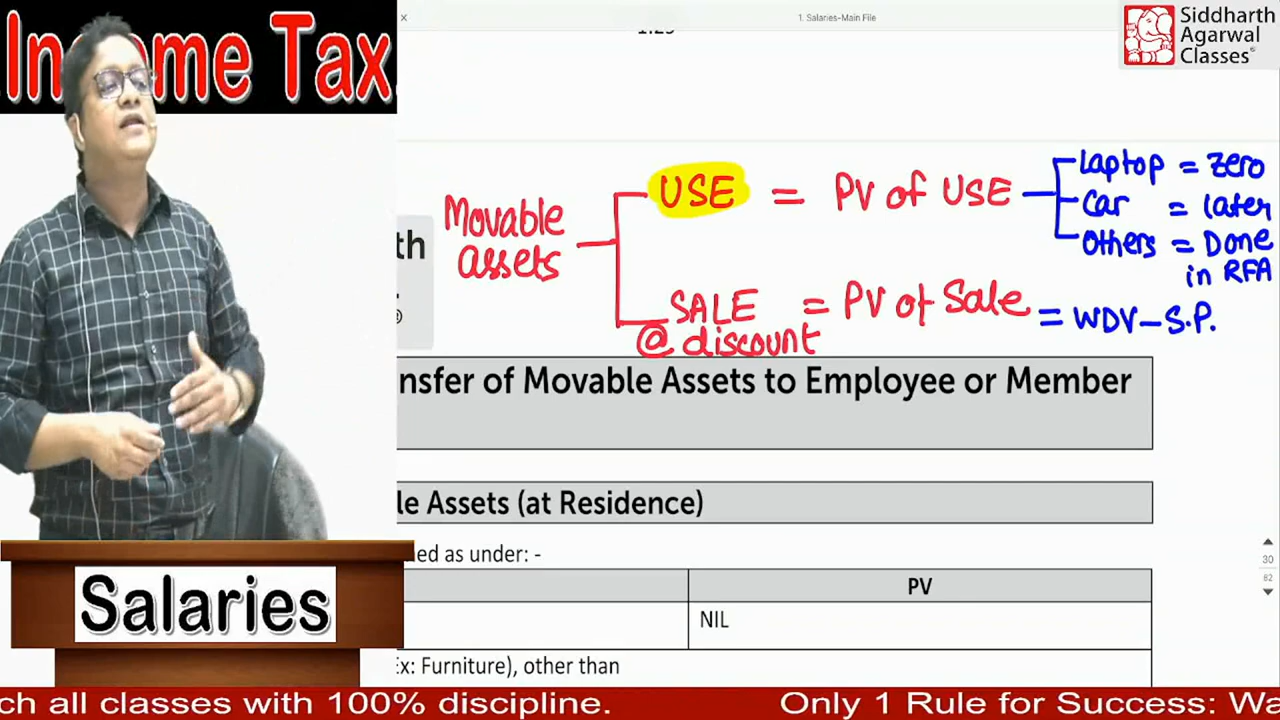 Income Tax.
1. Salaries-Main File
Siddharth
Agarwal
Classes
Movable
assets
USE = PV of USE
Laptop = Zero
Car = later
Others = Done
in RFA
SALE = PV of Sale = WDV - S.P.
@ discount
th
nsfer of Movable Assets to Employee or Member
le Assets (at Residence)
ed as under: -
PV
NIL
Ex: Furniture), other than
30
82
Salaries
ch all classes with 100% discipline. Only 1 Rule for Success: Wa